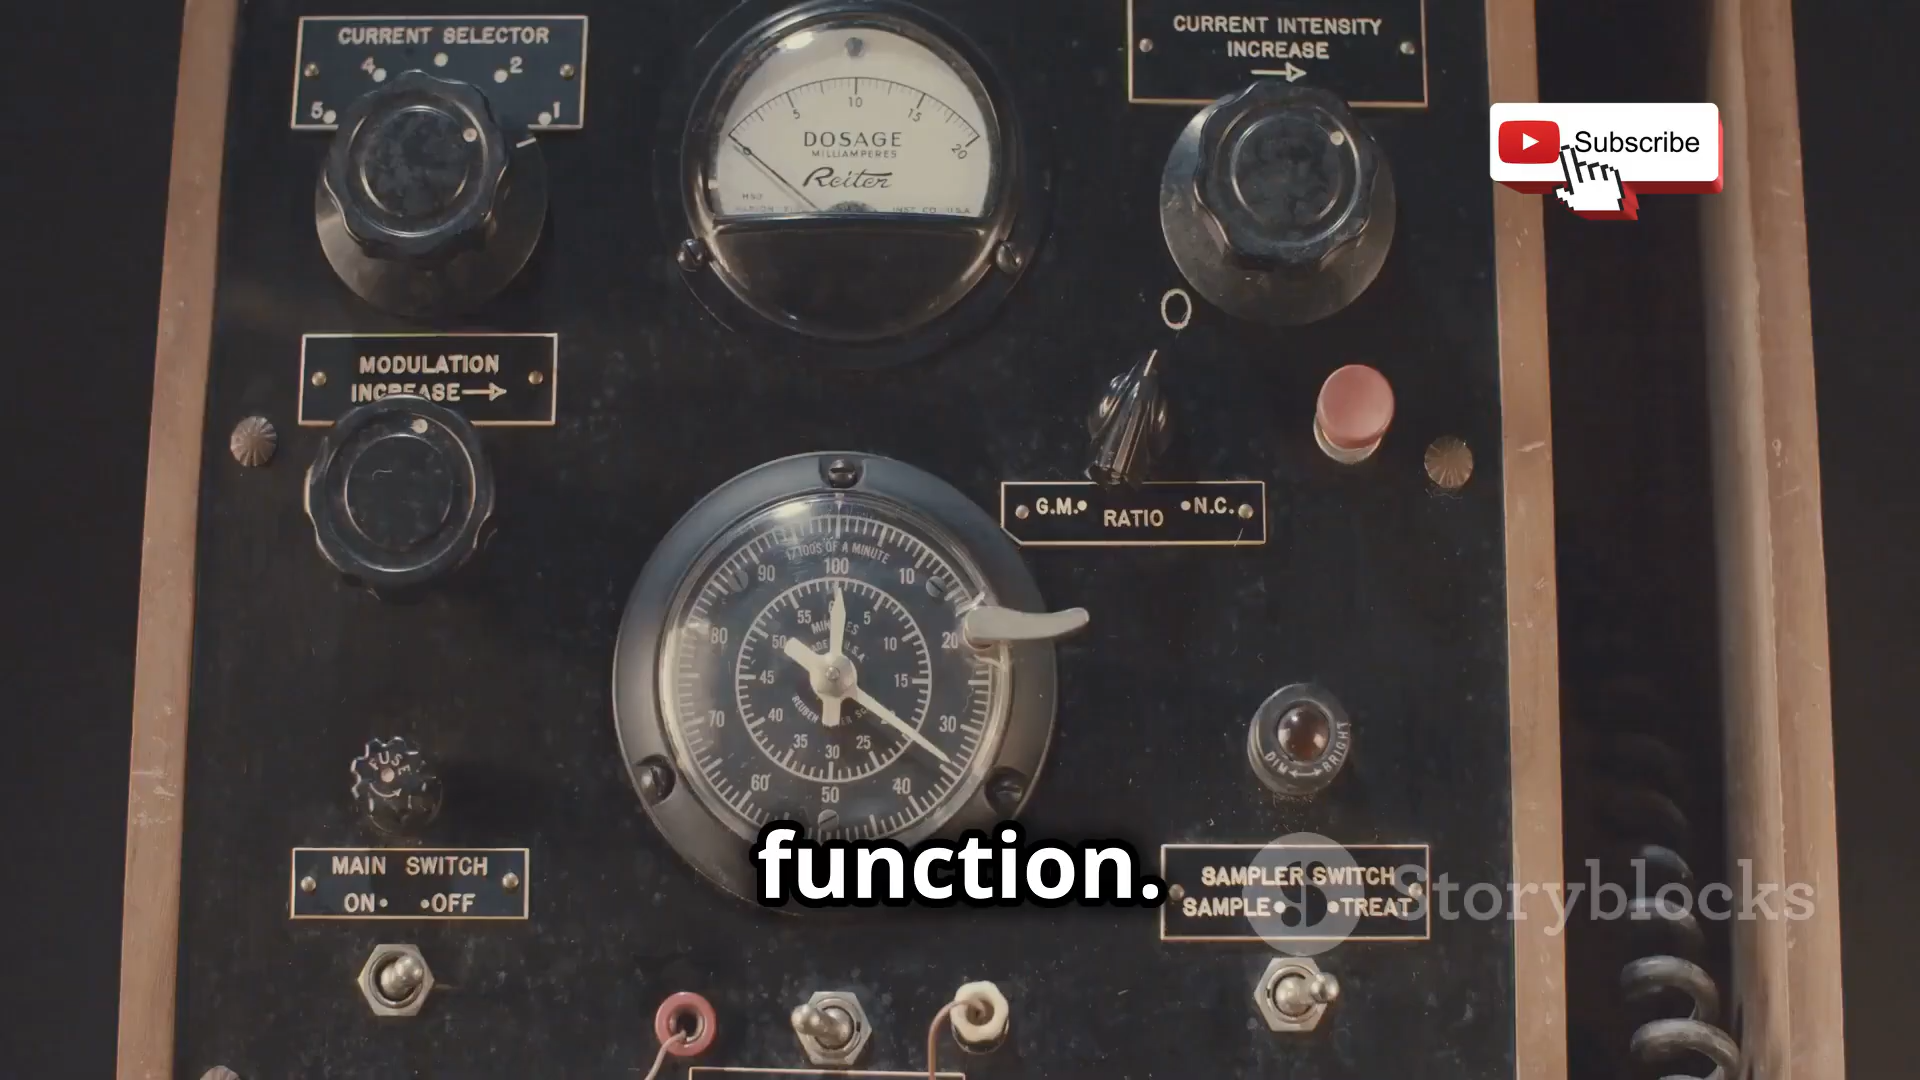 CURRENT SELECTOR
4 2
5 1
CURRENT INTENSITY
INCREASE
5 10 15 20
0
DOSAGE
MILLIAMPERES
Reiter
INST CO U.S.A
Subscribe
MODULATION
INCREASE
O
G.M. RATIO N.C.
1/100S OF A MINUTE
100 10 20 30 40 50 60 70 80 90
5 10 15 25 30 35 40 45 50 55
MINUTES
FUSE
DIM BRIGHT
MAIN SWITCH
ON OFF
function.
SAMPLER SWITCH
SAMPLE TREAT
Storyblocks